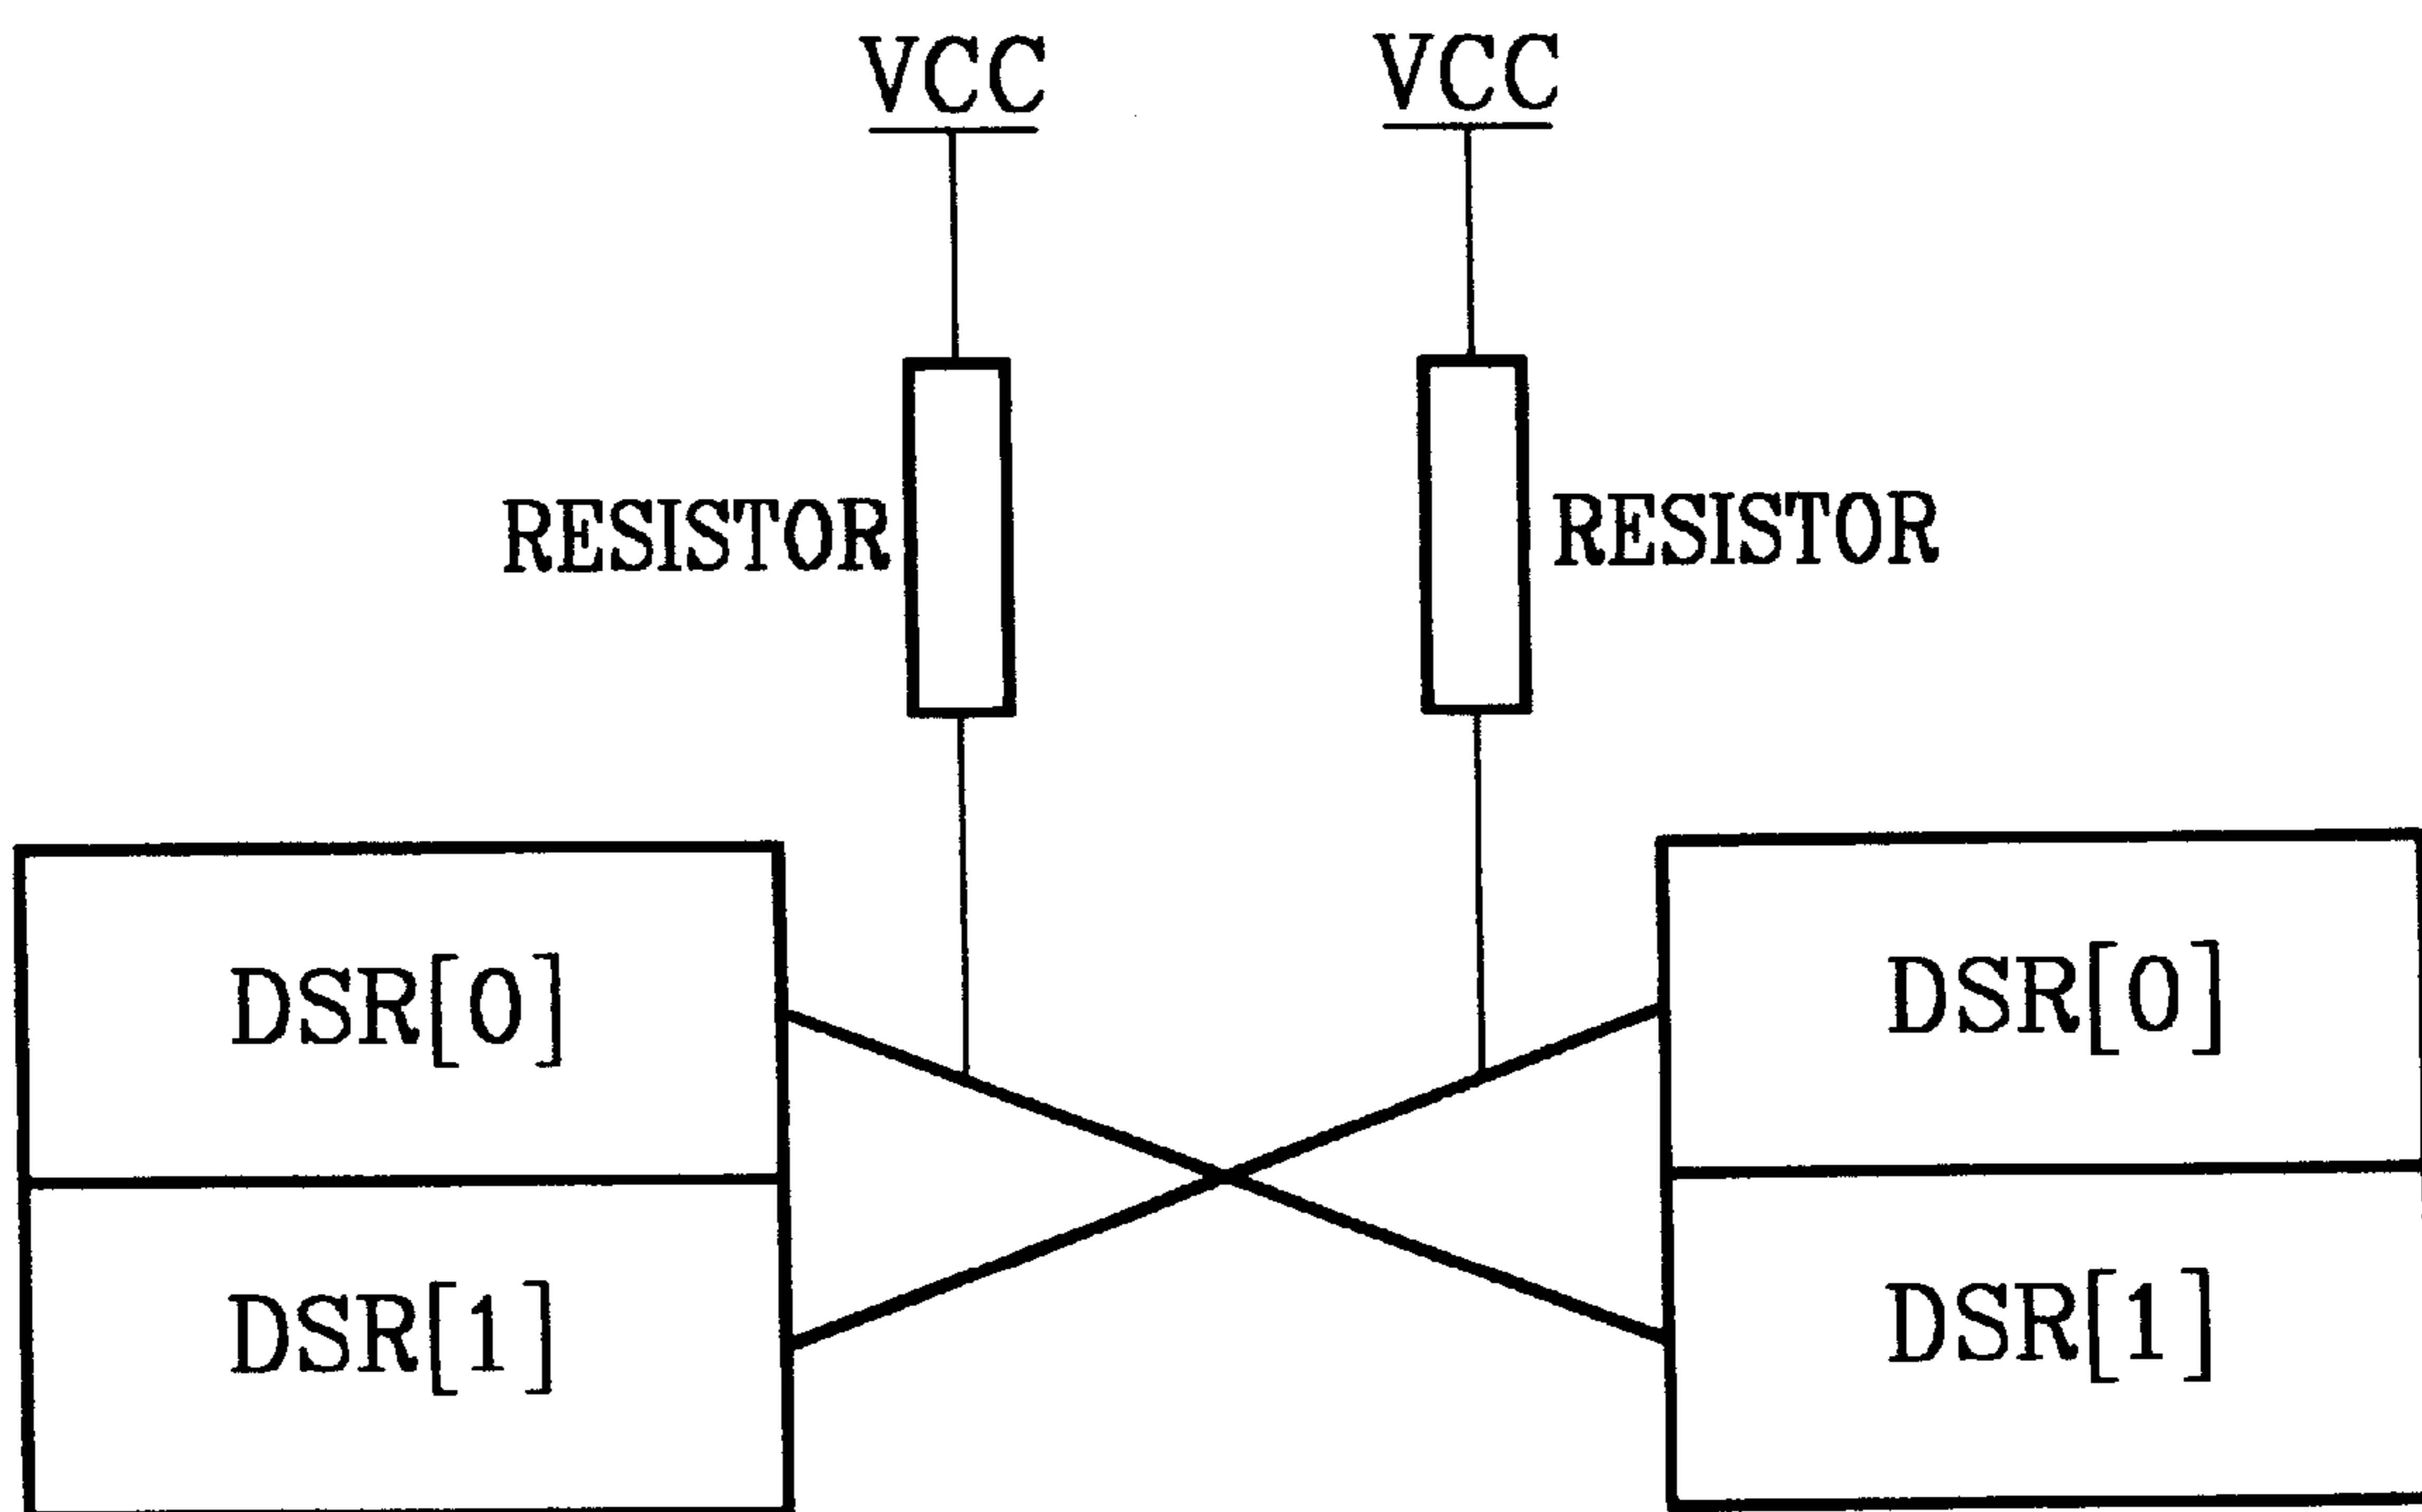 VCC VCC
RESISTOR RESISTOR
DSR[0] DSR[0]
DSR[1] DSR[1]